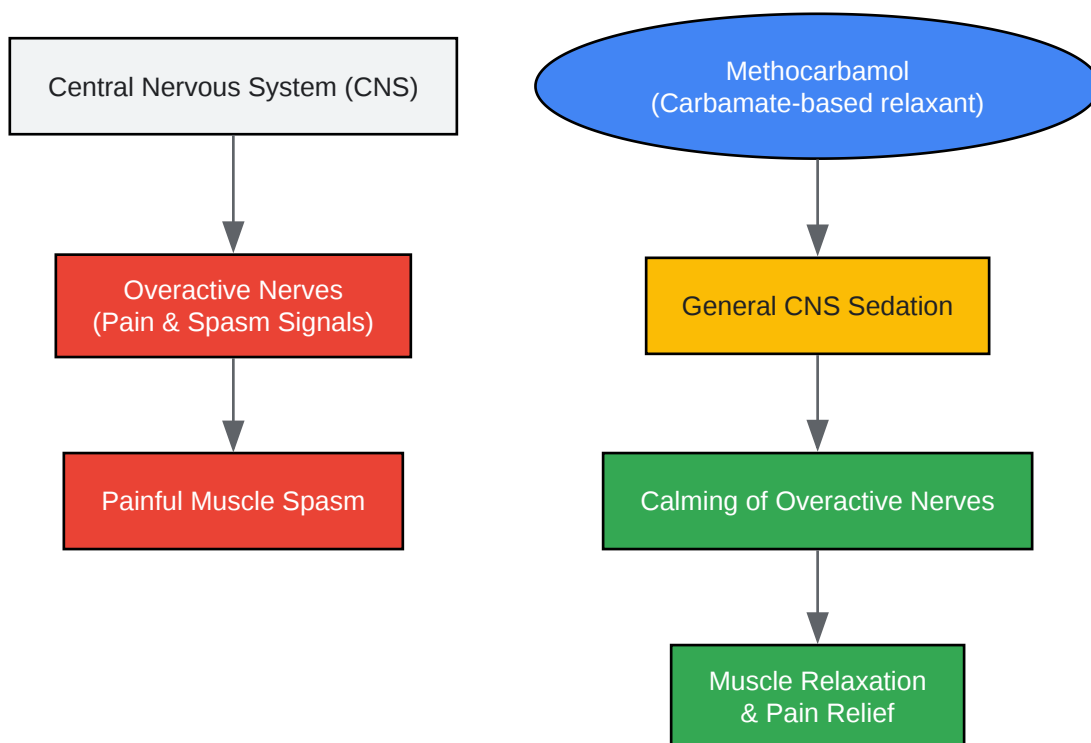 Central Nervous System (CNS)
Overactive Nerves
(Pain & Spasm Signals)
Painful Muscle Spasm
Methocarbamol
(Carbamate-based relaxant)
General CNS Sedation
Calming of Overactive Nerves
Muscle Relaxation
& Pain Relief